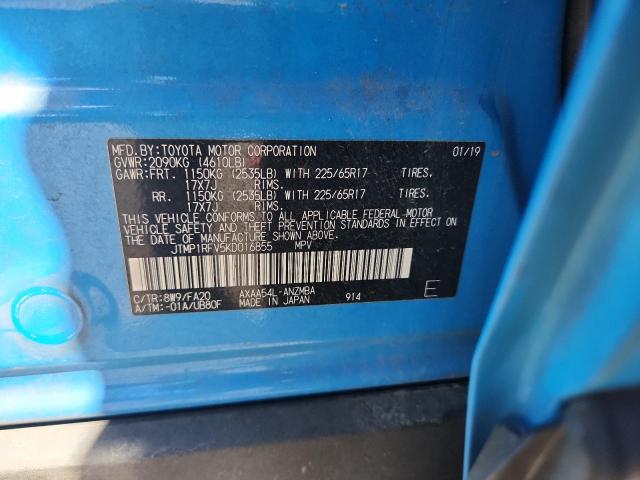 MFD.BY:TOYOTA MOTOR CORPORATION 01/19
GVWR:2090KG (4610LB)
GAWR:FRT. 1150KG (2535LB) WITH 225/65R17 TIRES.
17X7J RIMS.
RR. 1150KG (2535LB) WITH 225/65R17 TIRES.
17X7J RIMS.
THIS VEHICLE CONFORMS TO ALL APPLICABLE FEDERAL MOTOR
VEHICLE SAFETY AND THEFT PREVENTION STANDARDS IN EFFECT ON
THE DATE OF MANUFACTURE SHOWN ABOVE.
JTMP1RFV5KD016855 MPV
C/TR:8W9/FA20 AXAA54L-ANZMBA
A/TM:-01A/UB80F MADE IN JAPAN 914 E